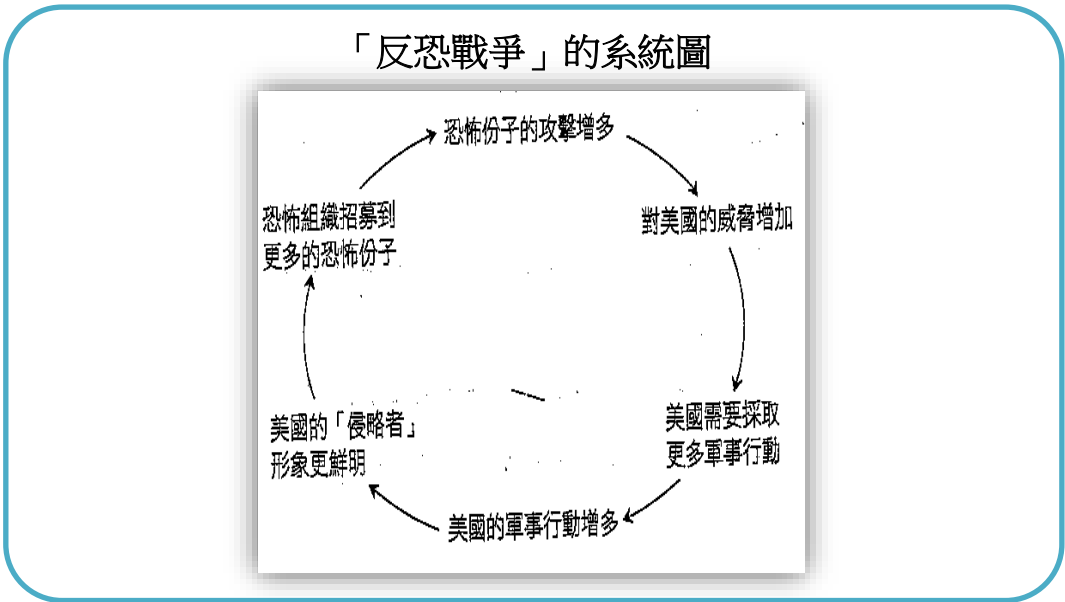 「反恐戰爭」的系統圖
恐怖份子的攻擊增多
對美國的威脅增加
美國需要採取
更多軍事行動
美國的軍事行動增多
美國的「侵略者」
形象更鮮明
恐怖組織招募到
更多的恐怖份子